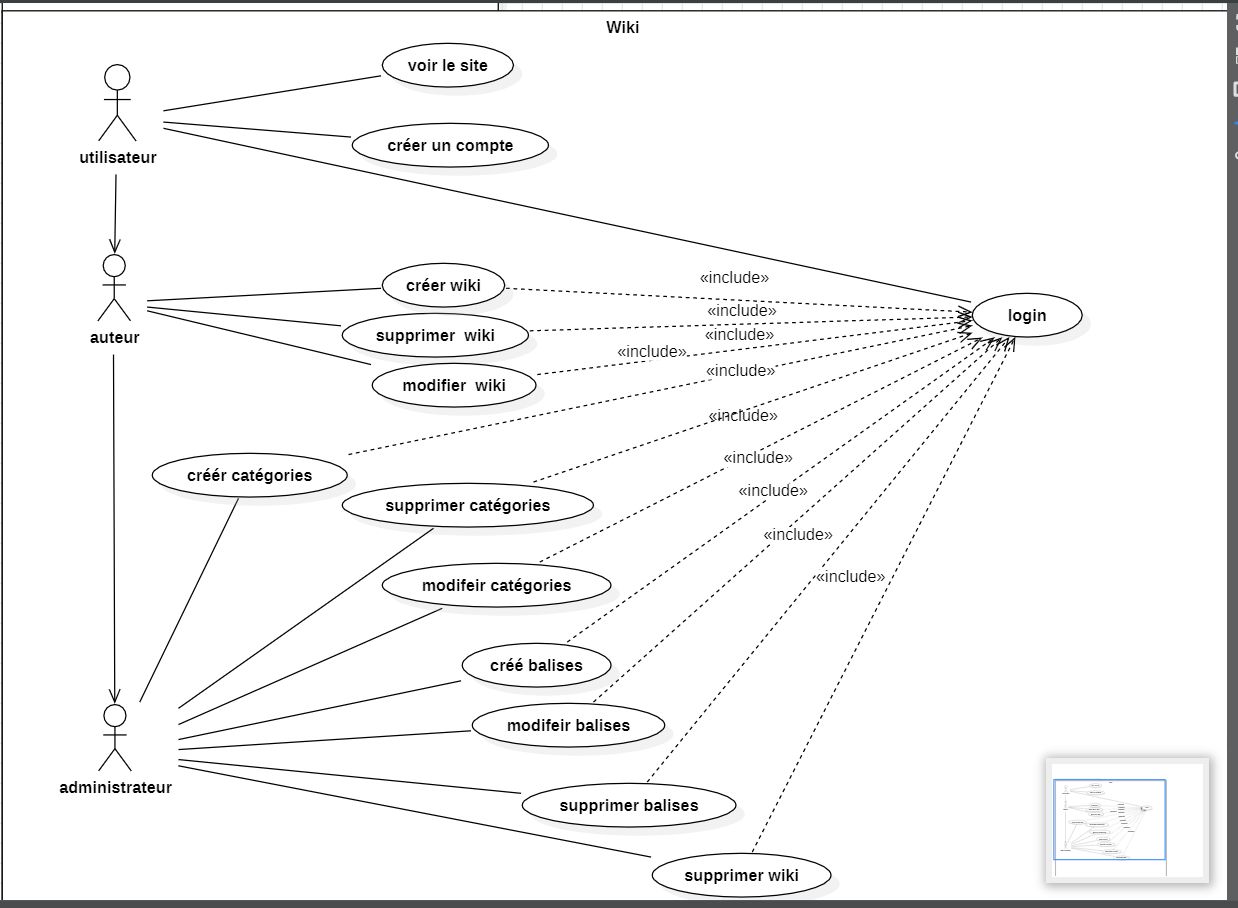 Wiki
voir le site
créer un compte
utilisateur
«include»
créer wiki
«include»
login
supprimer  wiki
«include»
auteur
«include»
modifier  wiki
«include»
«include»
«include»
créér catégories
«include»
supprimer catégories
«include»
«include»
modifeir catégories
créé balises
modifeir balises
administrateur
supprimer balises
supprimer wiki